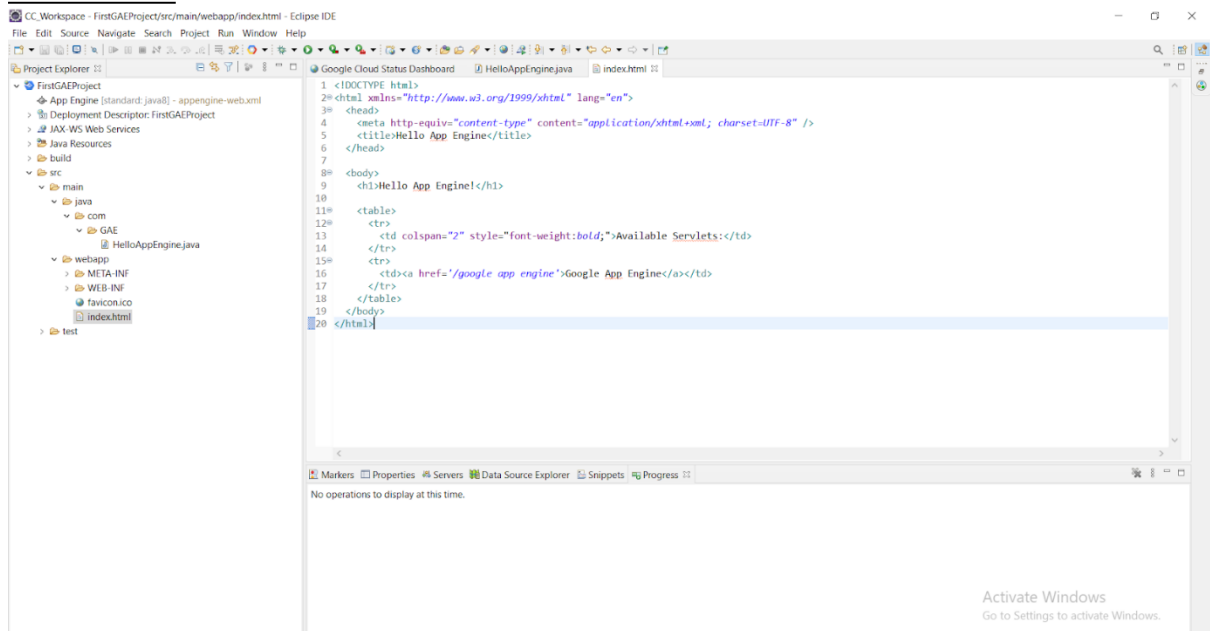 CC_Workspace - FirstGAEProject/src/main/webapp/index.html - Eclipse IDE
File Edit Source Navigate Search Project Run Window Help
Project Explorer
FirstGAEProject
App Engine [standard: java8] - appengine-web.xml
Deployment Descriptor: FirstGAEProject
JAX-WS Web Services
Java Resources
build
src
main
java
com
GAE
HelloAppEngine.java
webapp
META-INF
WEB-INF
favicon.ico
index.html
test
Google Cloud Status Dashboard HelloAppEngine.java index.html
1 <!DOCTYPE html>
2 <html xmlns="http://www.w3.org/1999/xhtml" lang="en">
3 <head>
4 <meta http-equiv="content-type" content="application/xhtml+xml; charset=UTF-8" />
5 <title>Hello App Engine</title>
6 </head>
7
8 <body>
9 <h1>Hello App Engine!</h1>
10
11 <table>
12 <tr>
13 <td colspan="2" style="font-weight:bold;">Available Servlets:</td>
14 </tr>
15 <tr>
16 <td><a href='/google app engine'>Google App Engine</a></td>
17 </tr>
18 </table>
19 </body>
20 </html>
Markers Properties Servers Data Source Explorer Snippets Progress
No operations to display at this time.
Activate Windows
Go to Settings to activate Windows.